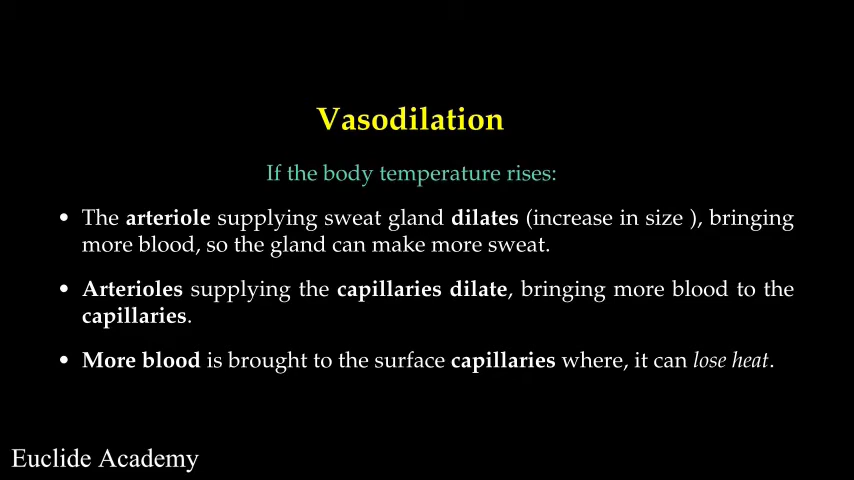 Vasodilation
If the body temperature rises:
• The arteriole supplying sweat gland dilates (increase in size ), bringing
more blood, so the gland can make more sweat.
• Arterioles supplying the capillaries dilate, bringing more blood to the
capillaries.
• More blood is brought to the surface capillaries where, it can lose heat.
Euclide Academy